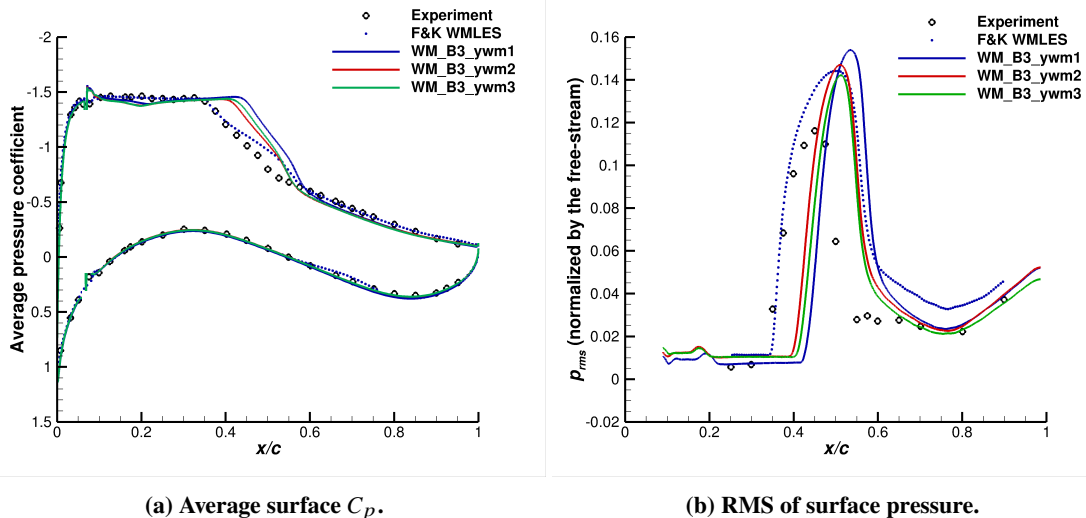 Experiment
F&K WMLES
WM_B3_ywm1
WM_B3_ywm2
WM_B3_ywm3
Average pressure coefficient
-2
-1.5
-1
-0.5
0
0.5
1
1.5
0
0.2
0.4
0.6
0.8
1
x/c
(a) Average surface Cp.
Experiment
F&K WMLES
WM_B3_ywm1
WM_B3_ywm2
WM_B3_ywm3
prms (normalized by the free-stream)
0.16
0.14
0.12
0.1
0.08
0.06
0.04
0.02
0
-0.02
0
0.2
0.4
0.6
0.8
1
x/c
(b) RMS of surface pressure.